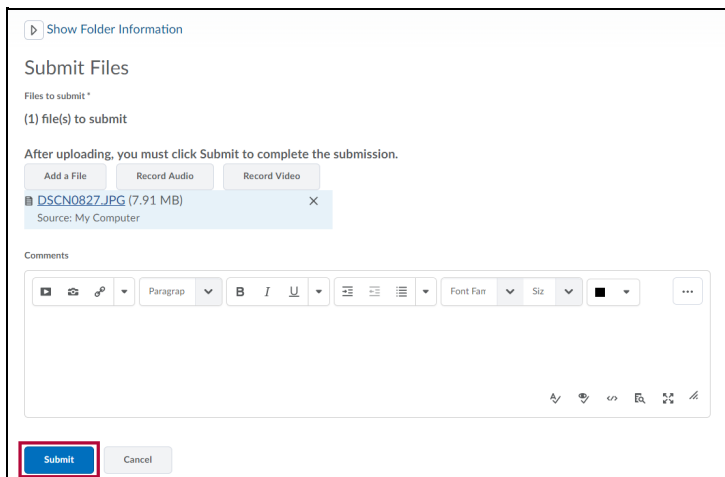 Show Folder Information
Submit Files
Files to submit *
(1) file(s) to submit
After uploading, you must click Submit to complete the submission.
Add a File Record Audio Record Video
DSCN0827.JPG (7.91 MB)
Source: My Computer
Comments
Paragrap B I U Font Fam Siz
Submit Cancel